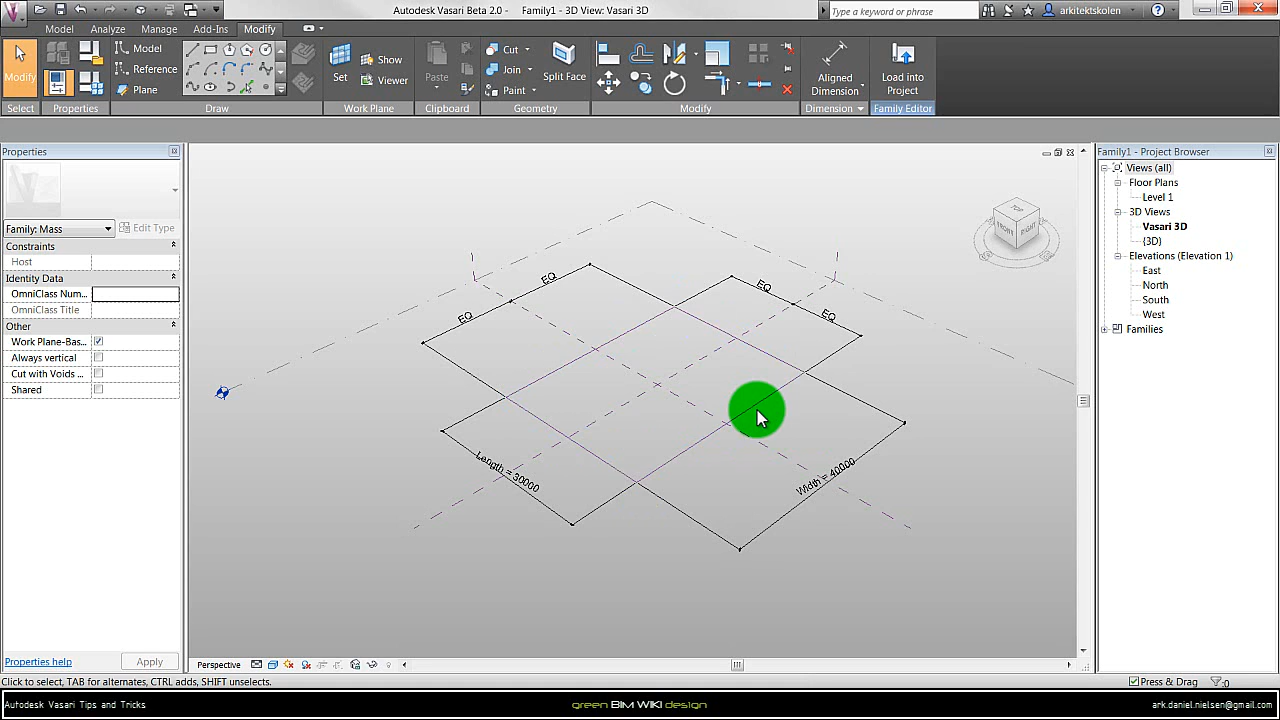 Autodesk Vasari Beta 2.0 - Family1 - 3D View: Vasari 3D
Type a keyword or phrase
arkitektskolen
Home Analyze Manage Add-Ins Modify
Modify
Model
Reference
Plane
Set
Show
Viewer
Paste
Cut
Join
Paint
Split Face
Aligned
Dimension
Load into
Project
Select Properties Draw Work Plane Clipboard Geometry Modify Dimension Family Editor
Properties
Family: Mass
Edit Type
Constraints
Host
Identity Data
OmniClass Num...
OmniClass Title
Other
Work Plane-Bas...
Always vertical
Cut with Voids ...
Shared
Properties help
Apply
EQ
EQ
EQ
EQ
Length = 30000
Width = 40000
TOP
FRONT
RIGHT
Family1 - Project Browser
Views (all)
Floor Plans
Level 1
3D Views
Vasari 3D
{3D}
Elevations (Elevation 1)
East
North
South
West
Families
Perspective
Click to select, TAB for alternates, CTRL adds, SHIFT unselects.
Press & Drag
:0
Autodesk Vasari Tips and Tricks
green BIM WIKI design
ark.daniel.nielsen@gmail.com